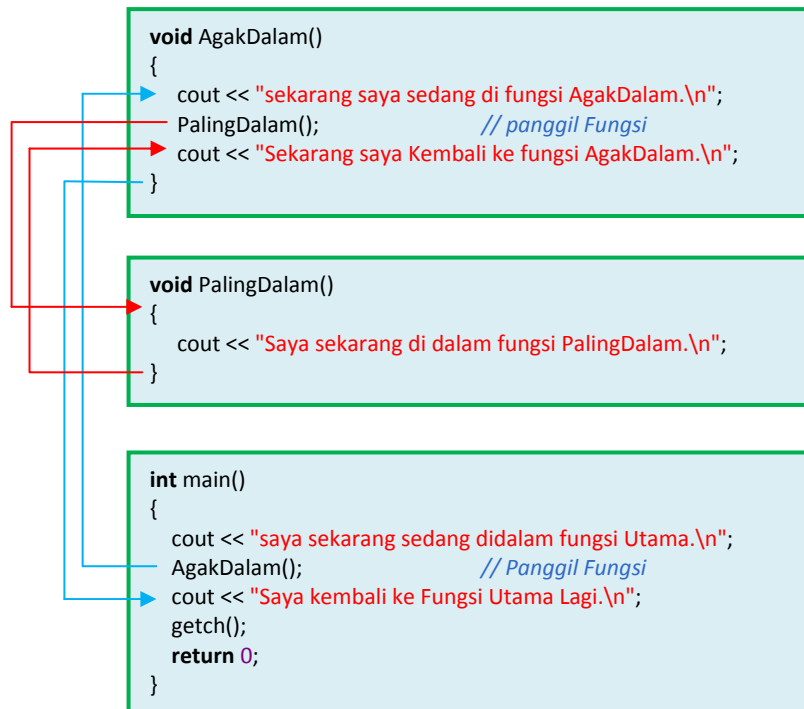 void AgakDalam()
{
cout << "sekarang saya sedang di fungsi AgakDalam.\n";
PalingDalam(); // panggil Fungsi
cout << "Sekarang saya Kembali ke fungsi AgakDalam.\n";
}
void PalingDalam()
{
cout << "Saya sekarang di dalam fungsi PalingDalam.\n";
}
int main()
{
cout << "saya sekarang sedang didalam fungsi Utama.\n";
AgakDalam(); // Panggil Fungsi
cout << "Saya kembali ke Fungsi Utama Lagi.\n";
getch();
return 0;
}